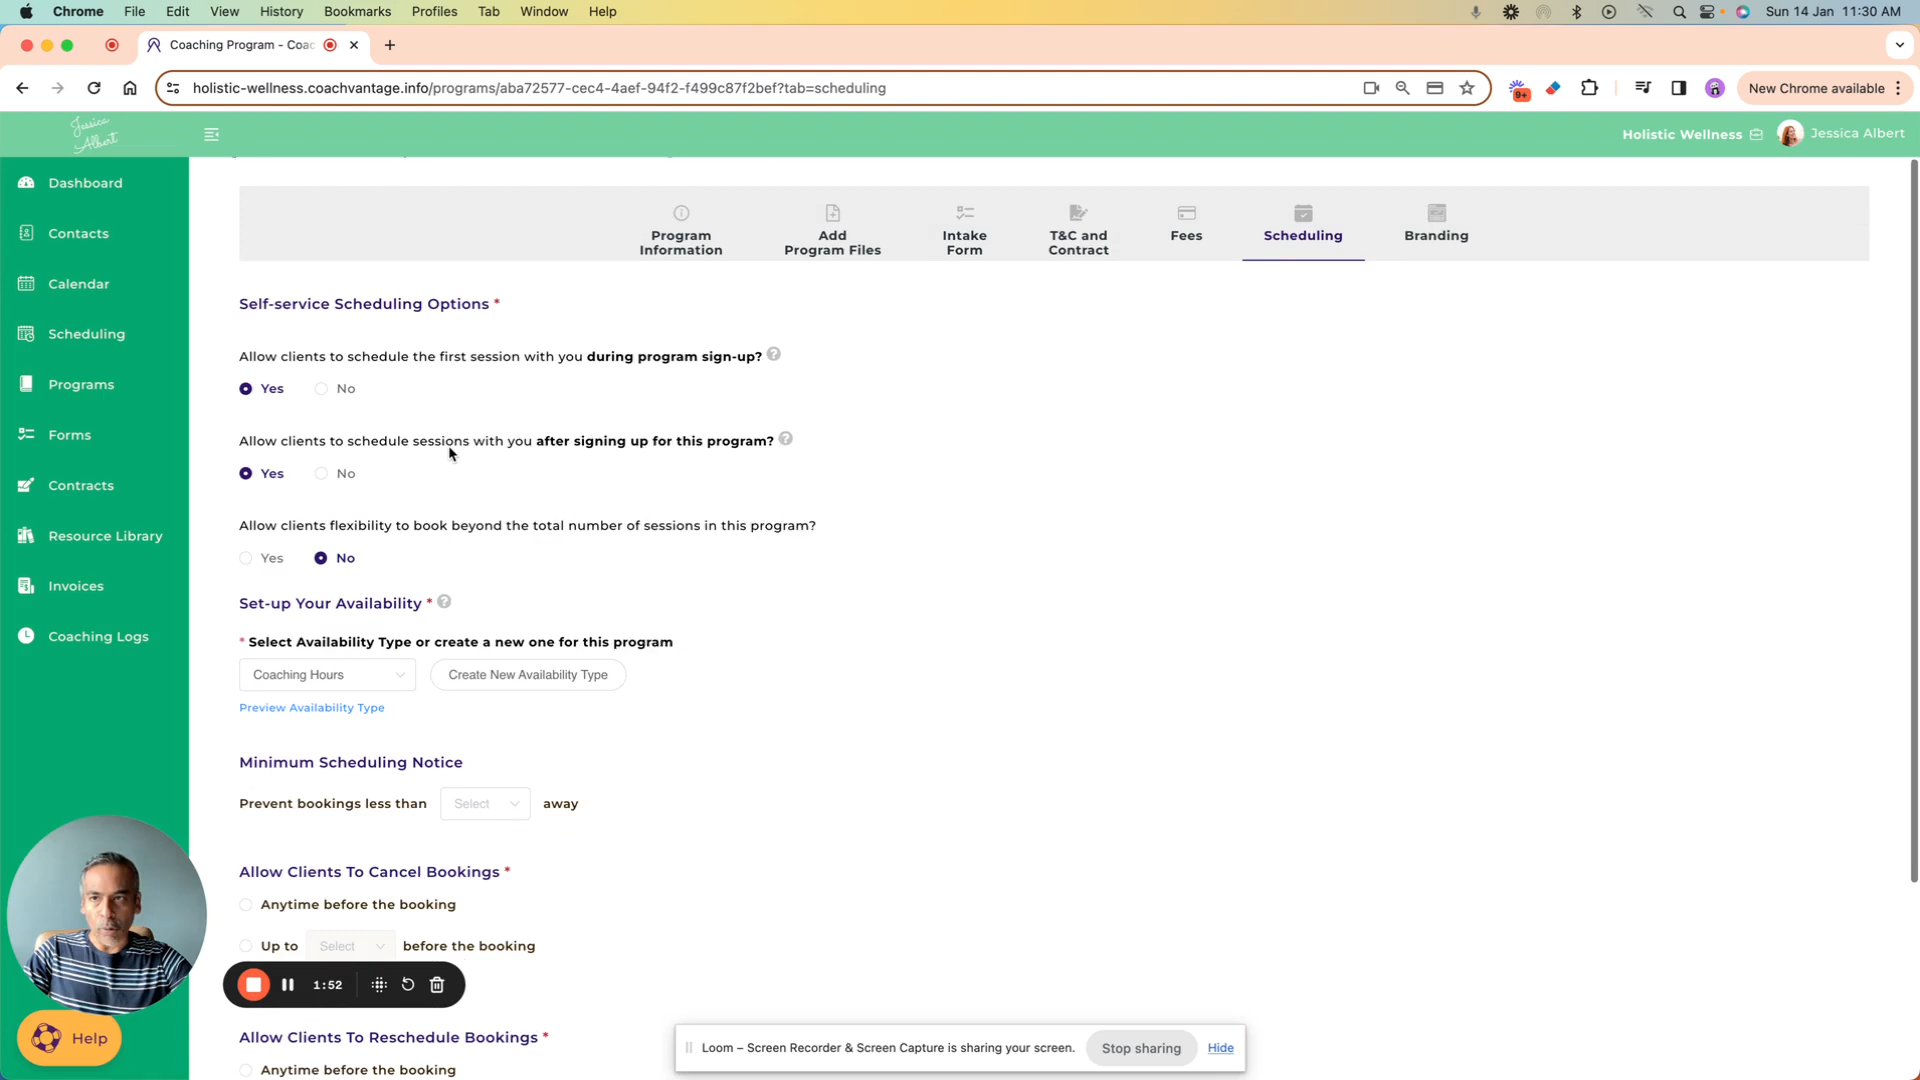 Chrome File Edit View History Bookmarks Profiles Tab Window Help Sun 14 Jan 11:30 AM
Coaching Program - Coac
holistic-wellness.coachvantage.info/programs/aba72577-cec4-4aef-94f2-f499c87f2bef?tab=scheduling
9+
New Chrome available
Jessica
Albert
Holistic Wellness
Jessica Albert
Dashboard
Contacts
Calendar
Scheduling
Programs
Forms
Contracts
Resource Library
Invoices
Coaching Logs
Help
Program
Information
Add
Program Files
Intake
Form
T&C and
Contract
Fees
Scheduling
Branding
Self-service Scheduling Options *
Allow clients to schedule the first session with you during program sign-up? ?
Yes No
Allow clients to schedule sessions with you after signing up for this program? ?
Yes No
Allow clients flexibility to book beyond the total number of sessions in this program?
Yes No
Set-up Your Availability * ?
* Select Availability Type or create a new one for this program
Coaching Hours Create New Availability Type
Preview Availability Type
Minimum Scheduling Notice
Prevent bookings less than Select away
Allow Clients To Cancel Bookings *
Anytime before the booking
Up to Select before the booking
1:52
Allow Clients To Reschedule Bookings *
Anytime before the booking
Loom – Screen Recorder & Screen Capture is sharing your screen. Stop sharing Hide